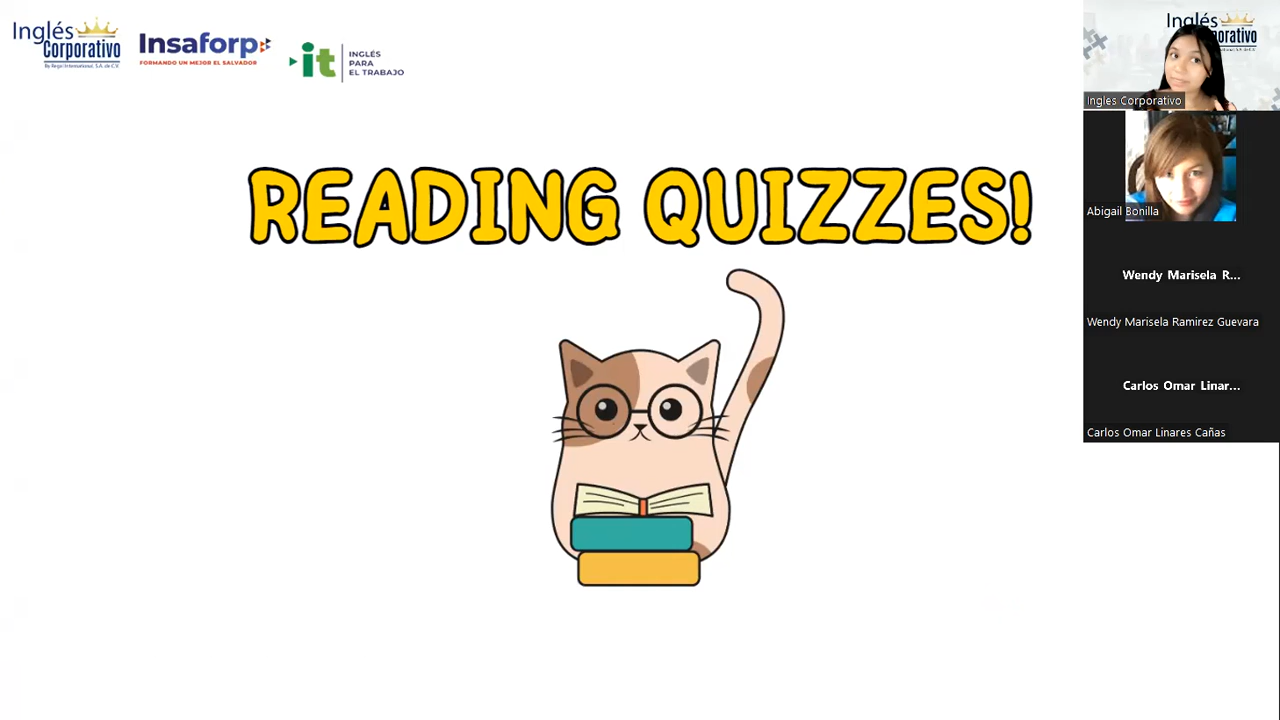 Inglés
Corporativo
By Regal International, S.A. de C.V.
Insaforp
FORMANDO UN MEJOR EL SALVADOR
it
INGLÉS
PARA
EL TRABAJO
READING QUIZZES!
Inglés
Corporativo
Ingles Corporativo
Abigail Bonilla
Wendy Marisela R...
Wendy Marisela Ramirez Guevara
Carlos Omar Linar...
Carlos Omar Linares Cañas